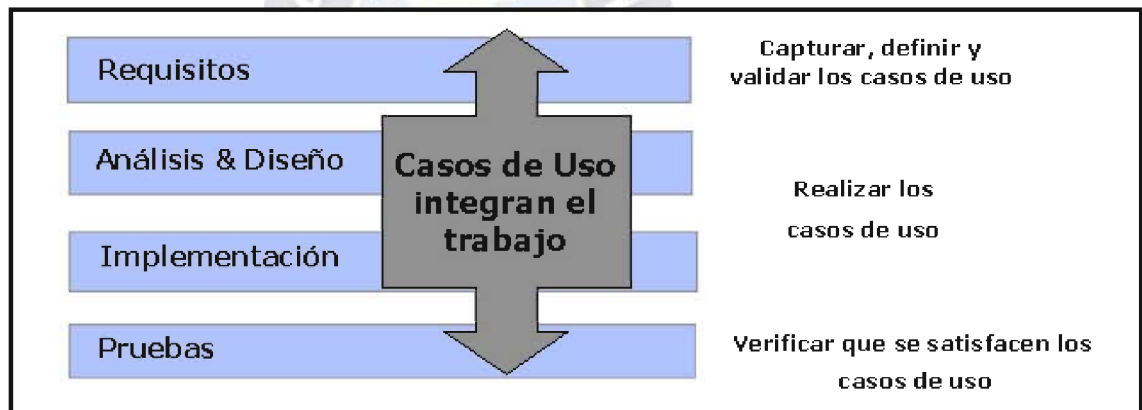 Requisitos
Capturar, definir y
validar los casos de uso
Análisis & Diseño
Casos de Uso
integran el
trabajo
Realizar los
casos de uso
Implementación
Pruebas
Verificar que se satisfacen los
casos de uso